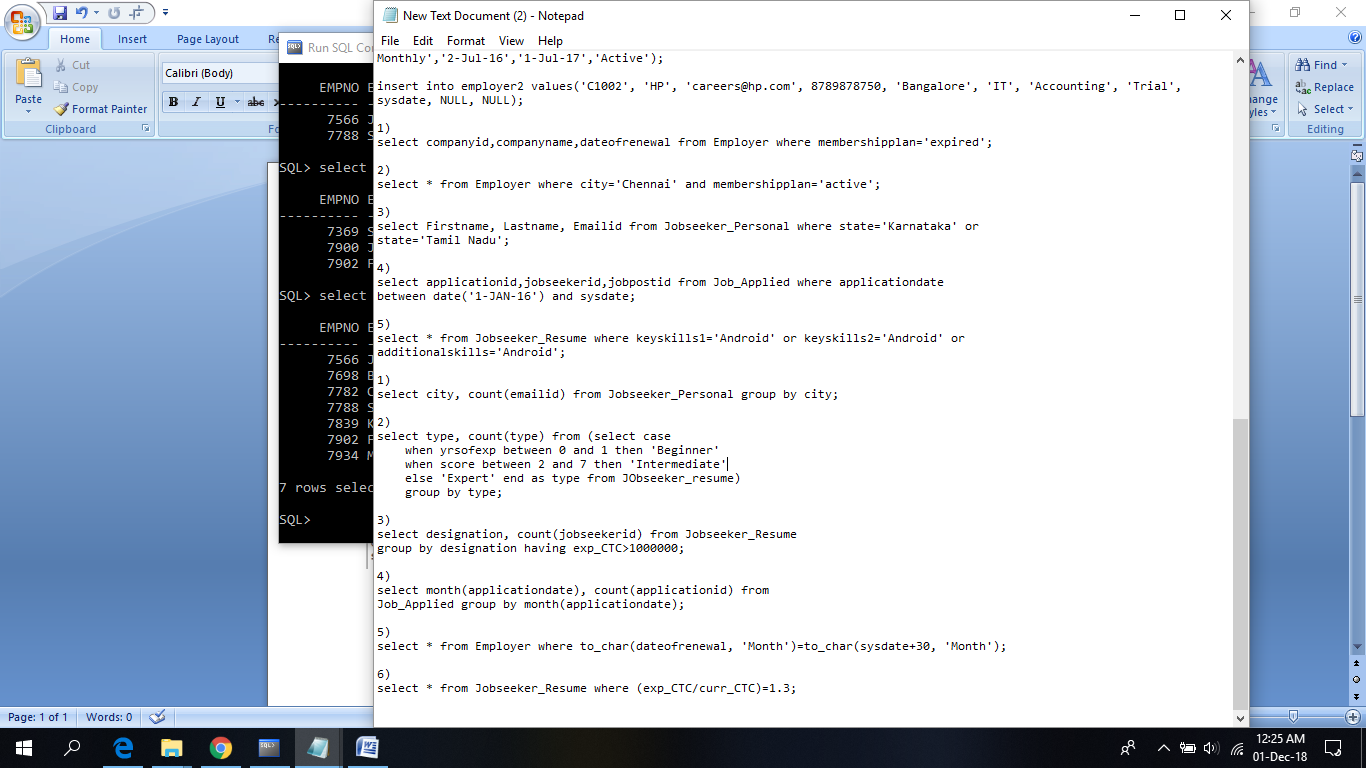 New Text Document (2) - Notepad
Home Insert Page Layout
File Edit Format View Help
Cut
Copy
Format Painter
Paste
Clipboard
Calibri (Body)
B I U abc
Find
Replace
Select
Editing
Run SQL
EMPNO
7566
7788
SQL> select
EMPNO
7369
7900
7902
SQL> select
EMPNO
7566
7698
7782
7788
7839
7902
7934
7 rows
SQL>
Monthly','2-Jul-16','1-Jul-17','Active');
insert into employer2 values('C1002', 'HP', 'careers@hp.com', 8789878750, 'Bangalore', 'IT', 'Accounting', 'Trial',
sysdate, NULL, NULL);
1)
select companyid,companyname,dateofrenewal from Employer where membershipplan='expired';
2)
select * from Employer where city='Chennai' and membershipplan='active';
3)
select Firstname, Lastname, Emailid from Jobseeker_Personal where state='Karnataka' or
state='Tamil Nadu';
4)
select applicationid,jobseekerid,jobpostid from Job_Applied where applicationdate
between date('1-JAN-16') and sysdate;
5)
select * from Jobseeker_Resume where keyskills1='Android' or keyskills2='Android' or
additionalskills='Android';
1)
select city, count(emailid) from Jobseeker_Personal group by city;
2)
select type, count(type) from (select case
when yrsofexp between 0 and 1 then 'Beginner'
when score between 2 and 7 then 'Intermediate'
else 'Expert' end as type from JObseeker_resume)
group by type;
3)
select designation, count(jobseekerid) from Jobseeker_Resume
group by designation having exp_CTC>1000000;
4)
select month(applicationdate), count(applicationid) from
Job_Applied group by month(applicationdate);
5)
select * from Employer where to_char(dateofrenewal, 'Month')=to_char(sysdate+30, 'Month');
6)
select * from Jobseeker_Resume where (exp_CTC/curr_CTC)=1.3;
Page: 1 of 1 Words: 0
12:25 AM
01-Dec-18